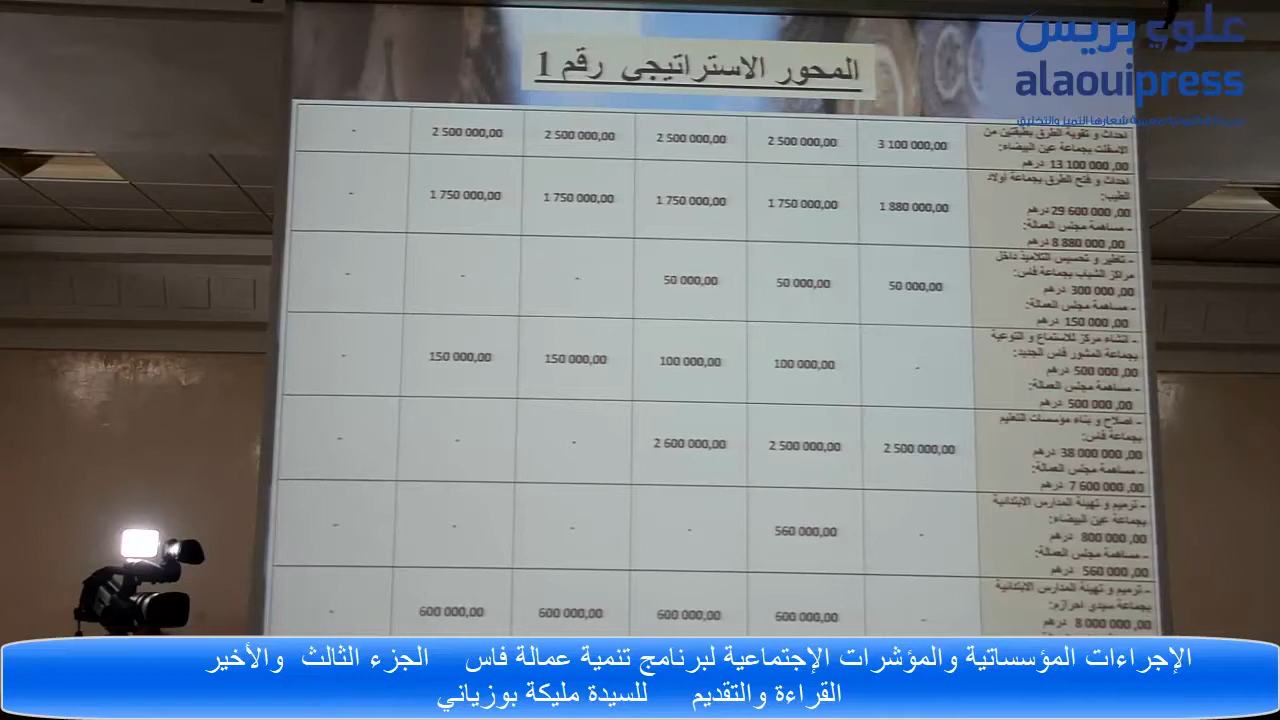 علوي بريس
alaouipress
المحور الاستراتيجي رقم 1
احداث و تقوية الطرق بطبقتين من
الاسفلت بجماعة عين البيضاء:
13 100 000 ,00 درهم
3 100 000,00
2 500 000,00
2 500 000,00
2 500 000,00
2 500 000,00
-
احداث و فتح الطرق بجماعة اولاد
الطيب:
29 600 000 ,00 درهم
- مساهمة مجلس العمالة:
8 880 000 ,00 درهم
1 880 000,00
1 750 000,00
1 750 000,00
1 750 000,00
1 750 000,00
-
و تحسيس التلاميذ داخل
مراكز الشباب بجماعة فاس:
300 000 ,00 درهم
- مساهمة مجلس العمالة:
150 000 ,00 درهم
50 000,00
50 000,00
50 000,00
-
-
-
- انشاء مركز للاستماع و التوعية
بجماعة المشور فاس الجديد:
500 000 ,00 درهم
- مساهمة مجلس العمالة:
500 000 ,00 درهم
-
100 000,00
100 000,00
150 000,00
150 000,00
-
- اصلاح و بناء مؤسسات التعليم
بجماعة فاس:
38 000 000 ,00 درهم
- مساهمة مجلس العمالة:
7 600 000 ,00 درهم
2 500 000,00
2 500 000,00
2 600 000,00
-
-
-
- ترميم و تهيئة المدارس الابتدائية
بجماعة عين البيضاء:
800 000 ,00 درهم
- مساهمة مجلس العمالة:
560 000 ,00 درهم
-
560 000,00
-
-
-
-
- ترميم و تهيئة المدارس الابتدائية
بجماعة سيدي احرازم:
8 000 000 ,00 درهم
-
600 000,00
600 000,00
600 000,00
600 000,00
-
الإجراءات المؤسساتية والمؤشرات الإجتماعية لبرنامج تنمية عمالة فاس الجزء الثالث والأخير
القراءة والتقديم للسيدة مليكة بوزياني